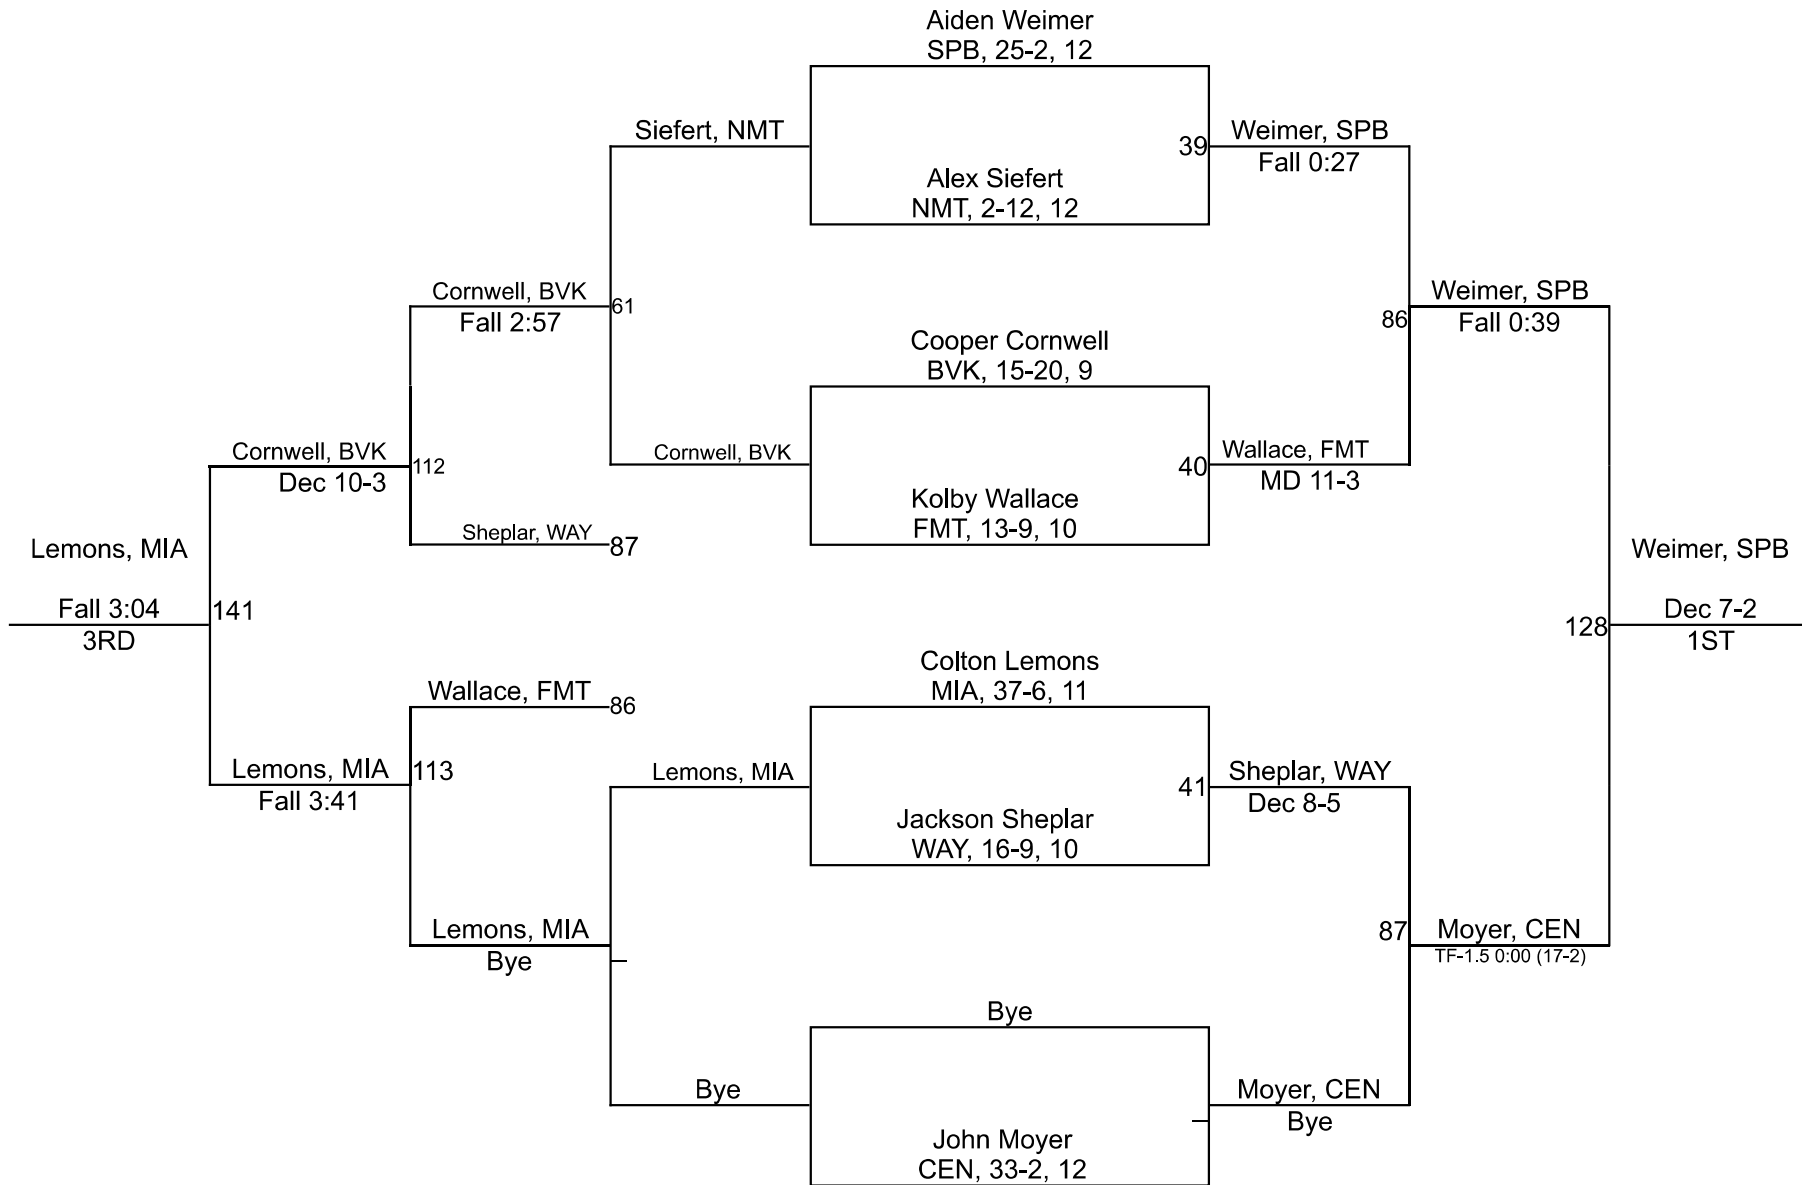 Aiden Weimer
SPB, 25-2, 12
Siefert, NMT
39
Weimer, SPB
Fall 0:27
Alex Siefert
NMT, 2-12, 12
Cornwell, BVK
Fall 2:57
61
86
Weimer, SPB
Fall 0:39
Cooper Cornwell
BVK, 15-20, 9
Cornwell, BVK
Dec 10-3
112
Cornwell, BVK
40
Wallace, FMT
MD 11-3
Kolby Wallace
FMT, 13-9, 10
Sheplar, WAY
87
Lemons, MIA
Fall 3:04
3RD
141
Weimer, SPB
Dec 7-2
1ST
128
Colton Lemons
MIA, 37-6, 11
Wallace, FMT
86
Lemons, MIA
Fall 3:41
113
Lemons, MIA
41
Sheplar, WAY
Dec 8-5
Jackson Sheplar
WAY, 16-9, 10
Lemons, MIA
Bye
87
Moyer, CEN
TF-1.5 0:00 (17-2)
Bye
Bye
Moyer, CEN
Bye
John Moyer
CEN, 33-2, 12